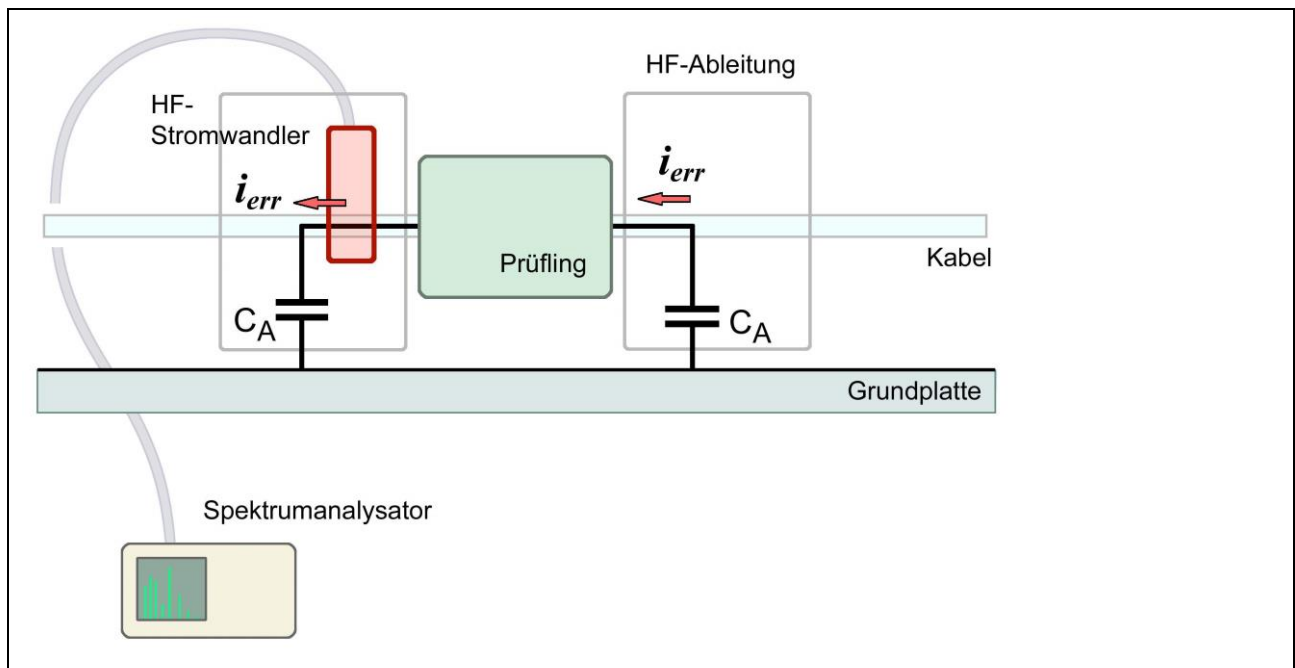 HF-Ableitung
HF-
Stromwandler
i_err
i_err
Prüfling
Kabel
C_A
C_A
Grundplatte
Spektrumanalysator